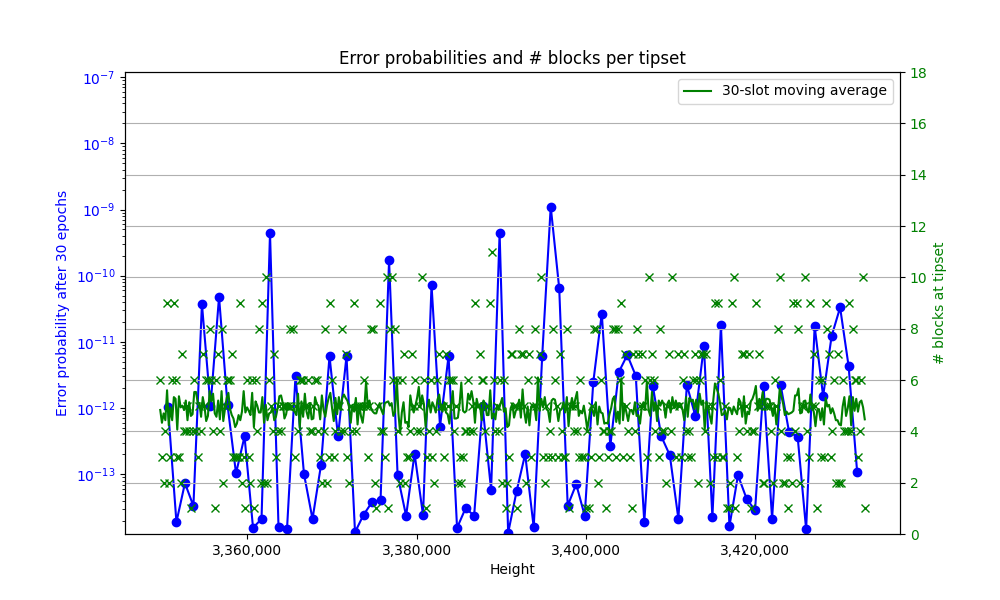 Error probabilities and # blocks per tipset
30-slot moving average
Error probability after 30 epochs
10⁻⁷
10⁻⁸
10⁻⁹
10⁻¹⁰
10⁻¹¹
10⁻¹²
10⁻¹³
# blocks at tipset
18
16
14
12
10
8
6
4
2
0
3,360,000 3,380,000 3,400,000 3,420,000
Height